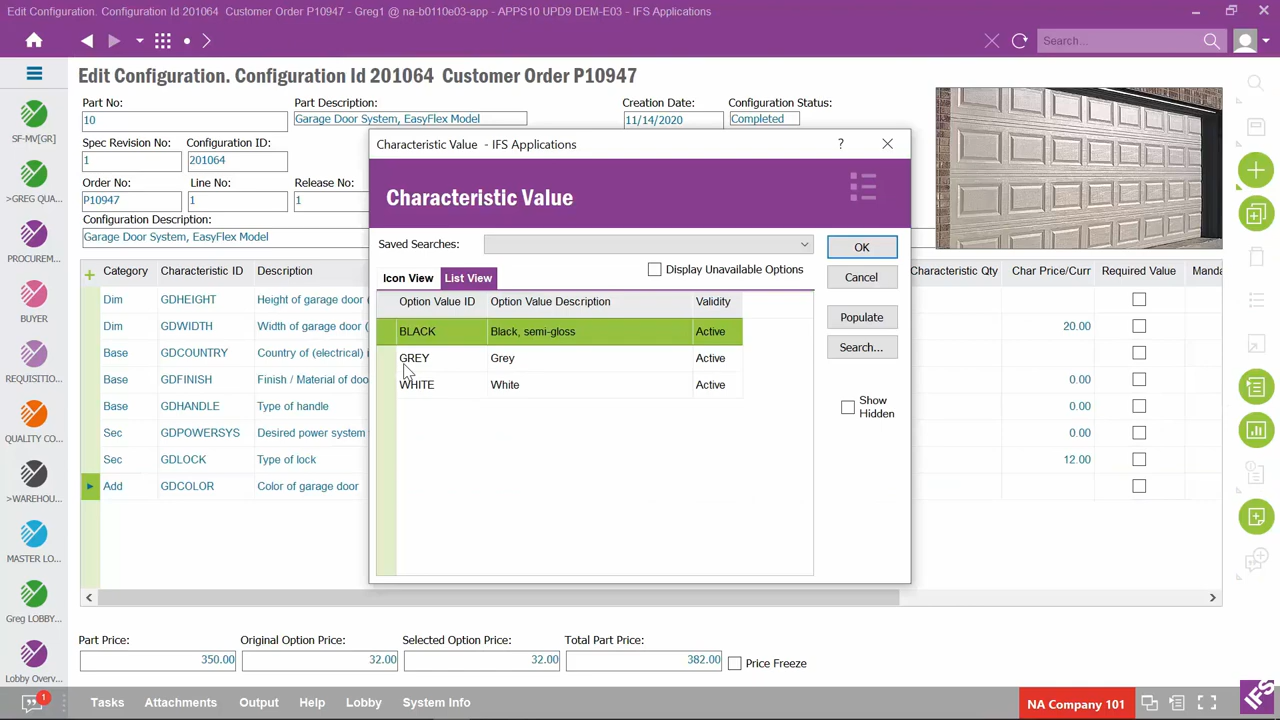 Edit Configuration. Configuration Id 201064 Customer Order P10947 - Greg1 @ na-b0110e03-app - APPS10 UPD9 DEM-E03 - IFS Applications
Search...
Edit Configuration. Configuration Id 201064 Customer Order P10947
Part No:
10
Part Description:
Garage Door System, EasyFlex Model
Creation Date:
11/14/2020
Configuration Status:
Completed
Spec Revision No:
1
Configuration ID:
201064
Order No:
P10947
Line No:
1
Release No:
1
Configuration Description:
Garage Door System, EasyFlex Model
SF-MV[GR]
>GREG QUA...
PROCUREM...
BUYER
REQUISITIO...
QUALITY CO...
>WAREHOU...
MASTER LO...
Greg LOBBY...
Lobby Overv...
Category Characteristic ID Description Characteristic Qty Char Price/Curr Required Value Manda
Dim GDHEIGHT Height of garage door (
Dim GDWIDTH Width of garage door ( 20.00
Base GDCOUNTRY Country of (electrical) i
Base GDFINISH Finish / Material of doo 0.00
Base GDHANDLE Type of handle 0.00
Sec GDPOWERSYS Desired power system 0.00
Sec GDLOCK Type of lock 12.00
Add GDCOLOR Color of garage door
Characteristic Value - IFS Applications
?
Characteristic Value
Saved Searches:
OK
Icon View List View
Display Unavailable Options
Cancel
Option Value ID Option Value Description Validity
BLACK Black, semi-gloss Active
GREY Grey Active
WHITE White Active
Populate
Search...
Show
Hidden
Part Price:
350.00
Original Option Price:
32.00
Selected Option Price:
32.00
Total Part Price:
382.00
Price Freeze
1
Tasks Attachments Output Help Lobby System Info
NA Company 101
IFS